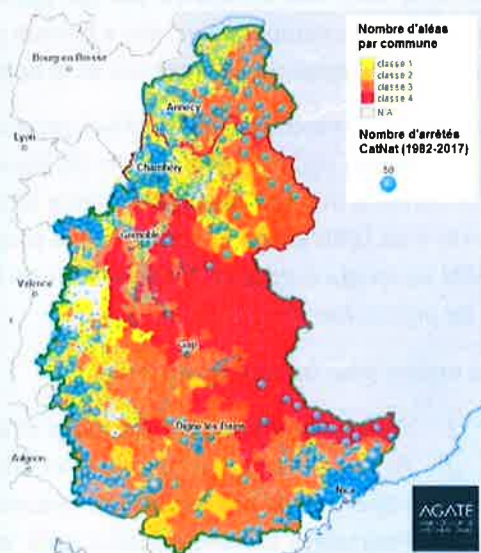 Nombre d'aléas
par commune
classe 1
classe 2
classe 3
classe 4
N/A
Nombre d'arrêtés
CatNat (1982-2017)
50
Bourg-en-Bresse
Annecy
Lyon
Chambéry
Grenoble
Valence
Gap
Digne-les-Bains
Avignon
Nice
AGATE